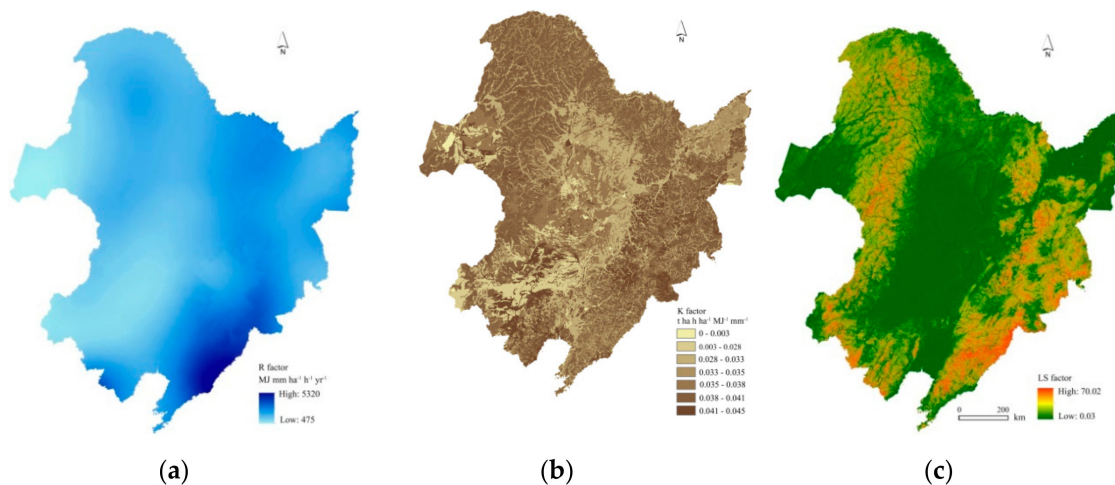 N
R factor
MJ mm ha⁻¹ h⁻¹ yr⁻¹
High: 5320
Low: 475
(a)
N
K factor
t ha h ha⁻¹ MJ⁻¹ mm⁻¹
0 - 0.003
0.003 - 0.028
0.028 - 0.033
0.033 - 0.035
0.035 - 0.038
0.038 - 0.041
0.041 - 0.045
(b)
N
LS factor
High: 70.02
Low: 0.03
0 200
km
(c)